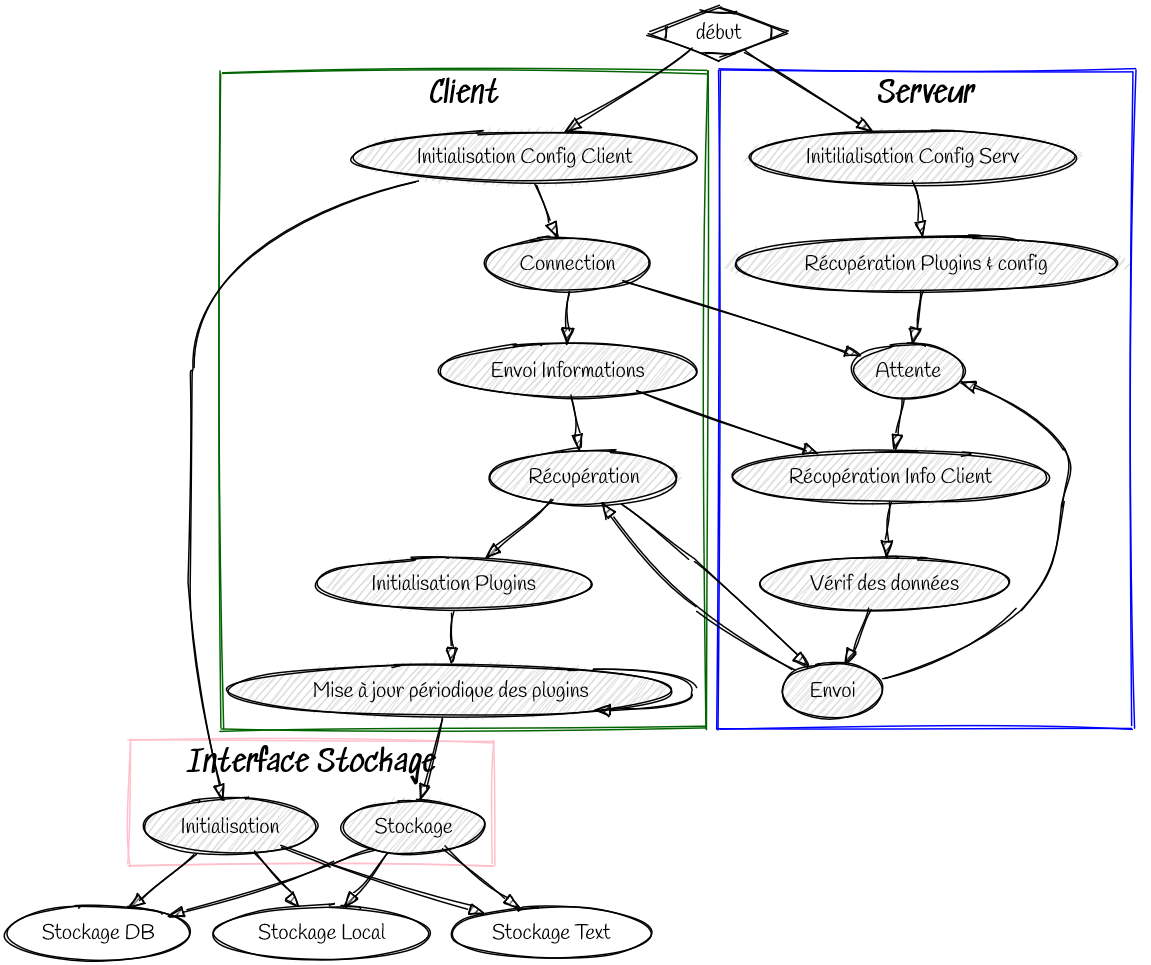 début
Client
Serveur
Initialisation Config Client
Initilialisation Config Serv
Connection
Récupération Plugins & config
Envoi Informations
Attente
Récupération
Récupération Info Client
Initialisation Plugins
Vérif des données
Mise à jour périodique des plugins
Envoi
Interface Stockage
Initialisation
Stockage
Stockage DB
Stockage Local
Stockage Text